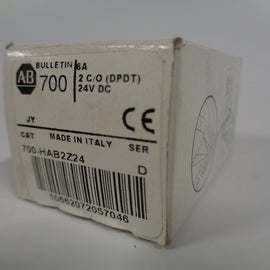 AB
BULLETIN
700
6A
2 C/O (DPDT)
24V DC
JY
CE
CAT MADE IN ITALY SER
700-HAB2Z24
D
10662072057046